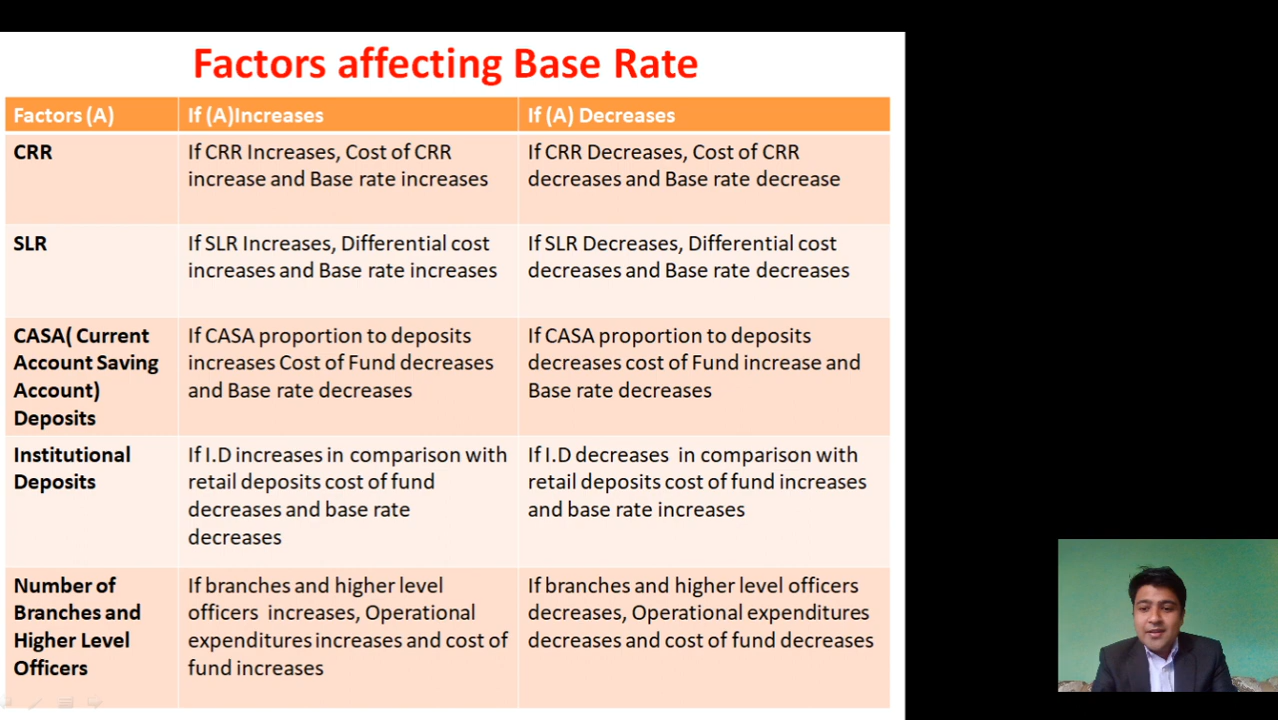 Factors affecting Base Rate
Factors (A)
If (A)Increases
If (A) Decreases
CRR
If CRR Increases, Cost of CRR
increase and Base rate increases
If CRR Decreases, Cost of CRR
decreases and Base rate decrease
SLR
If SLR Increases, Differential cost
increases and Base rate increases
If SLR Decreases, Differential cost
decreases and Base rate decreases
CASA( Current
Account Saving
Account)
Deposits
If CASA proportion to deposits
increases Cost of Fund decreases
and Base rate decreases
If CASA proportion to deposits
decreases cost of Fund increase and
Base rate decreases
Institutional
Deposits
If I.D increases in comparison with
retail deposits cost of fund
decreases and base rate
decreases
If I.D decreases  in comparison with
retail deposits cost of fund increases
and base rate increases
Number of
Branches and
Higher Level
Officers
If branches and higher level
officers  increases, Operational
expenditures increases and cost of
fund increases
If branches and higher level officers
decreases, Operational expenditures
decreases and cost of fund decreases